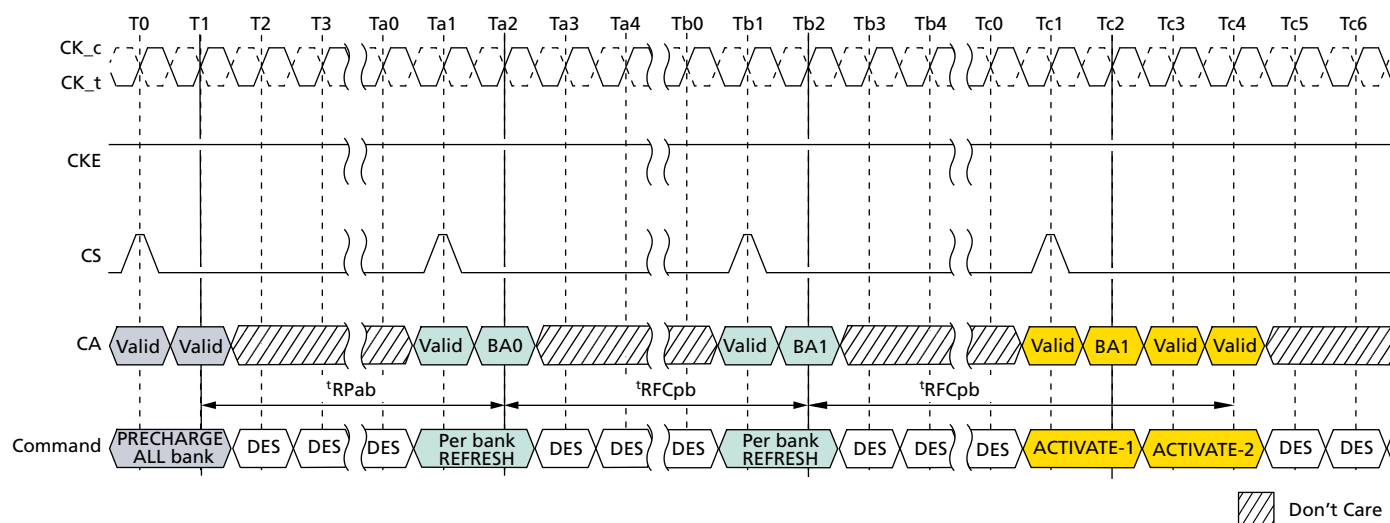 T0 T1 T2 T3 Ta0 Ta1 Ta2 Ta3 Ta4 Tb0 Tb1 Tb2 Tb3 Tb4 Tc0 Tc1 Tc2 Tc3 Tc4 Tc5 Tc6
CK_c
CK_t
CKE
CS
CA Valid Valid Valid BA0 Valid BA1 Valid BA1 Valid Valid
tRPab tRFCpb tRFCpb
Command PRECHARGE ALL bank DES DES DES Per bank REFRESH DES DES DES Per bank REFRESH DES DES DES ACTIVATE-1 ACTIVATE-2 DES DES
Don't Care